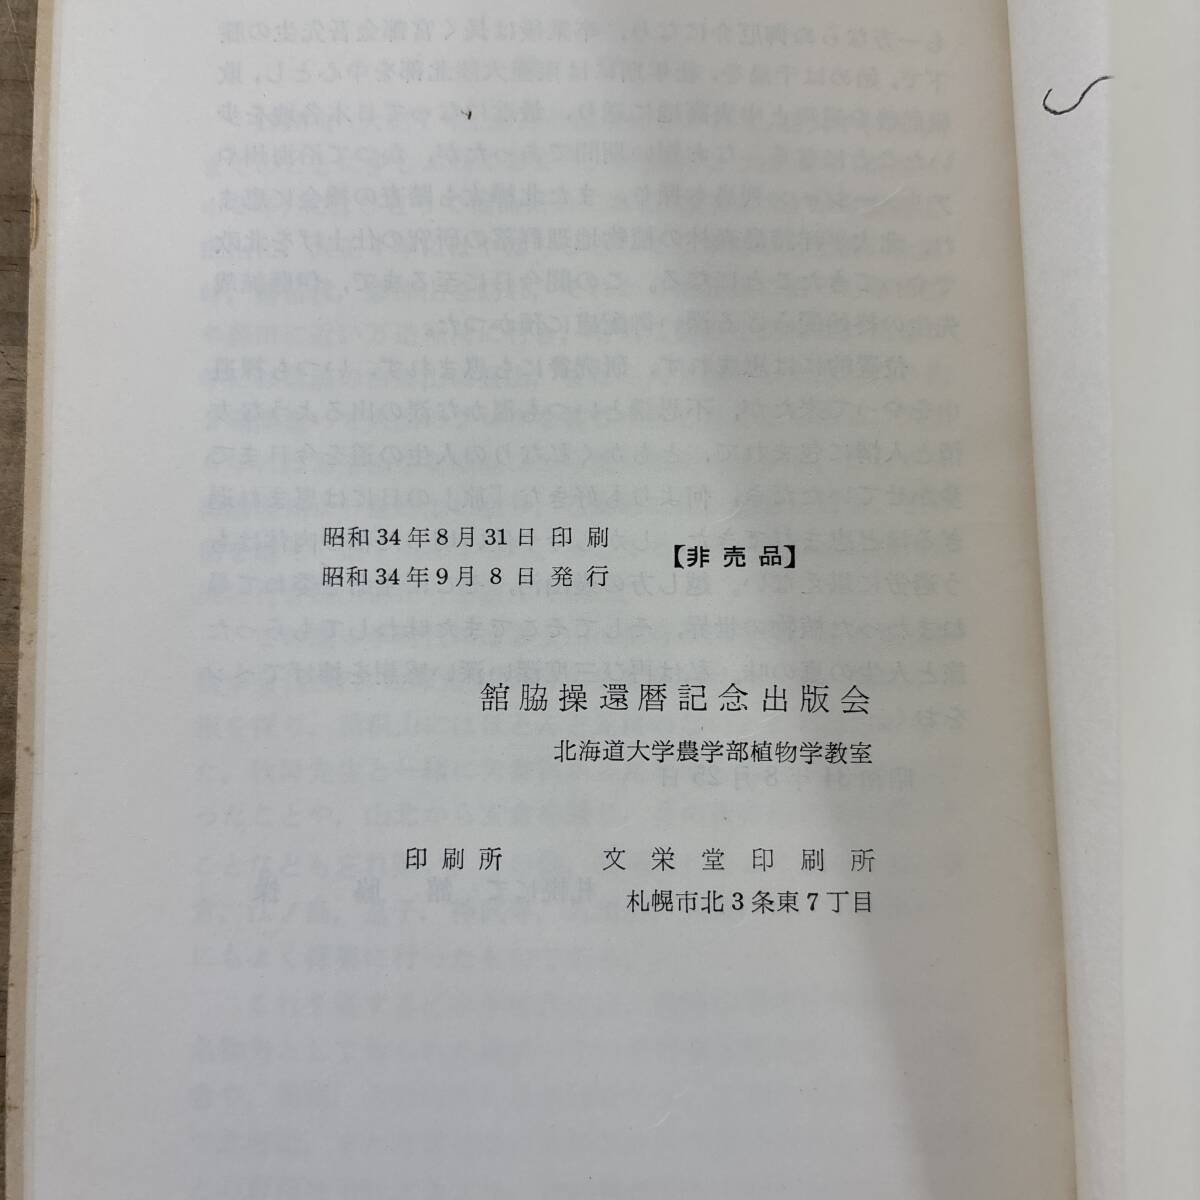 昭和34年8月31日 印刷
昭和34年9月 8日 発行
【非売品】
舘脇操還暦記念出版会
北海道大学農学部植物学教室
印刷所 文栄堂印刷所
札幌市北3条東7丁目